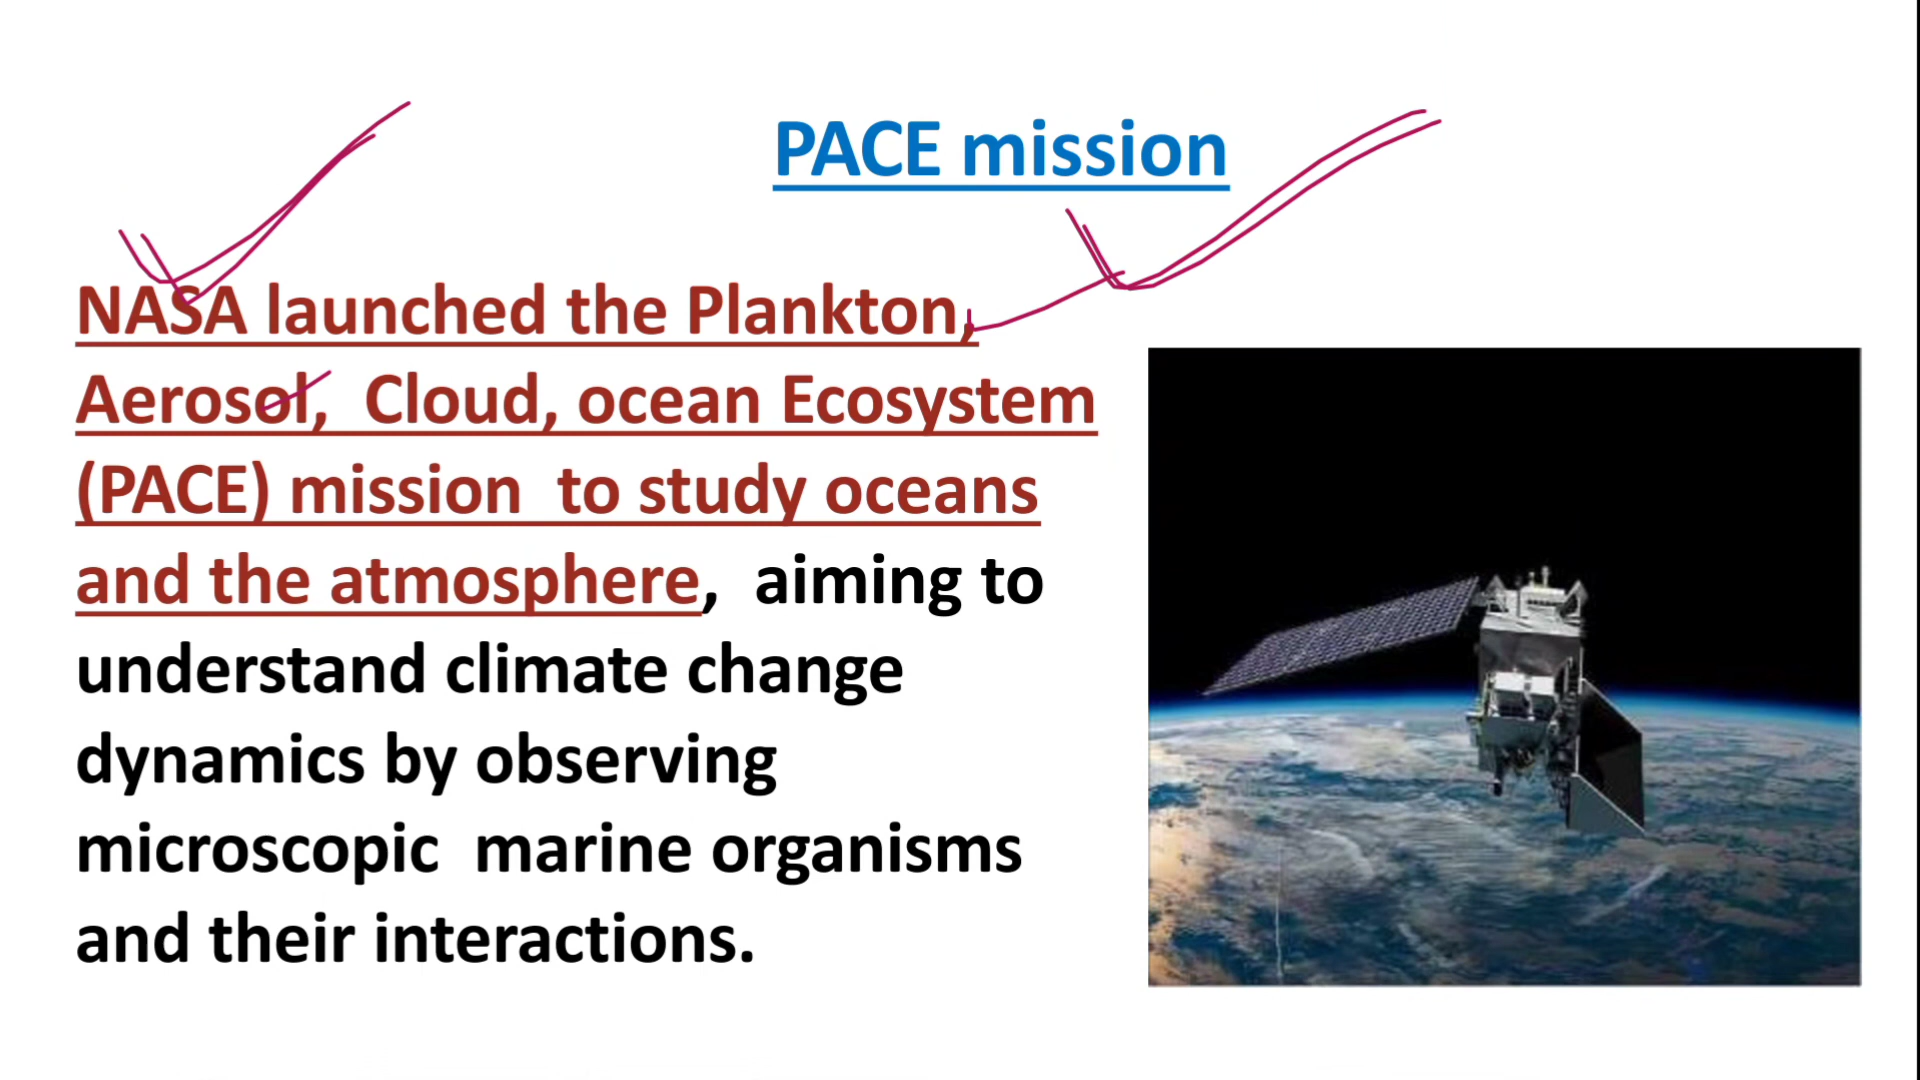 PACE mission
NASA launched the Plankton,
Aerosol, Cloud, ocean Ecosystem
(PACE) mission to study oceans
and the atmosphere, aiming to
understand climate change
dynamics by observing
microscopic marine organisms
and their interactions.